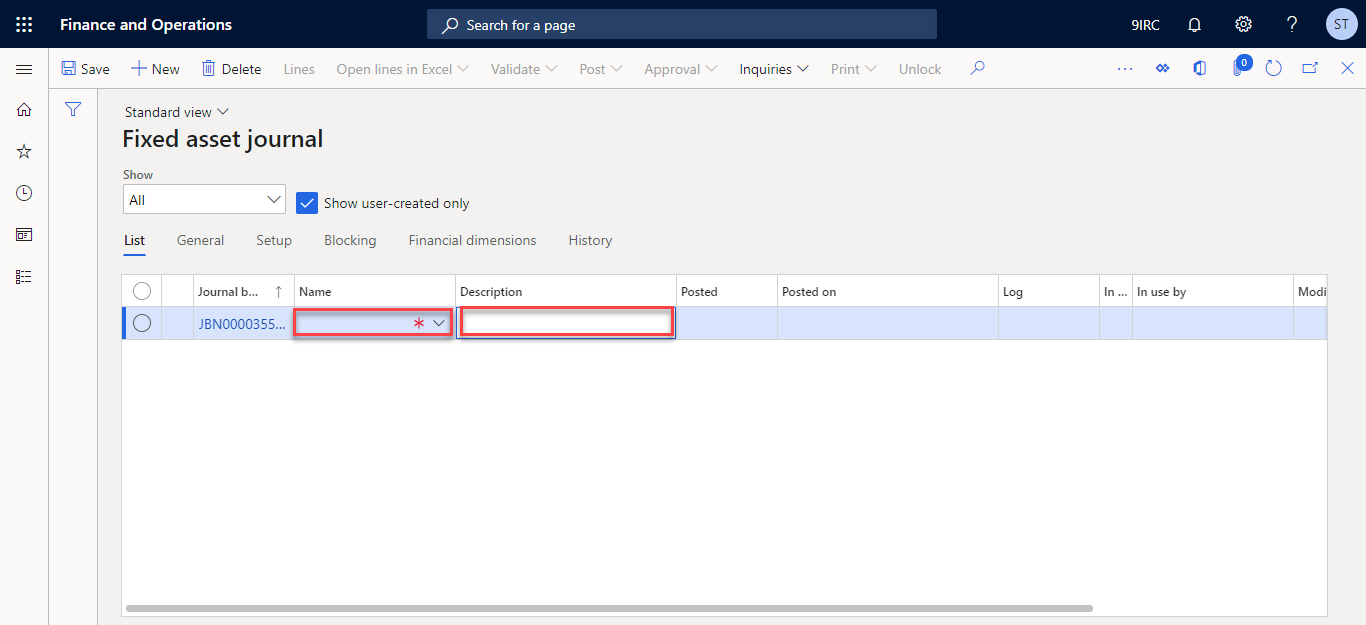 Finance and Operations
Search for a page
9IRC
?
ST
Save
New
Delete
Lines
Open lines in Excel
Validate
Post
Approval
Inquiries
Print
Unlock
...
0
Standard view
Fixed asset journal
Show
All
Show user-created only
List
General
Setup
Blocking
Financial dimensions
History
Journal b... ↑ Name Description Posted Posted on Log In ... In use by Modi
JBN0000355... *